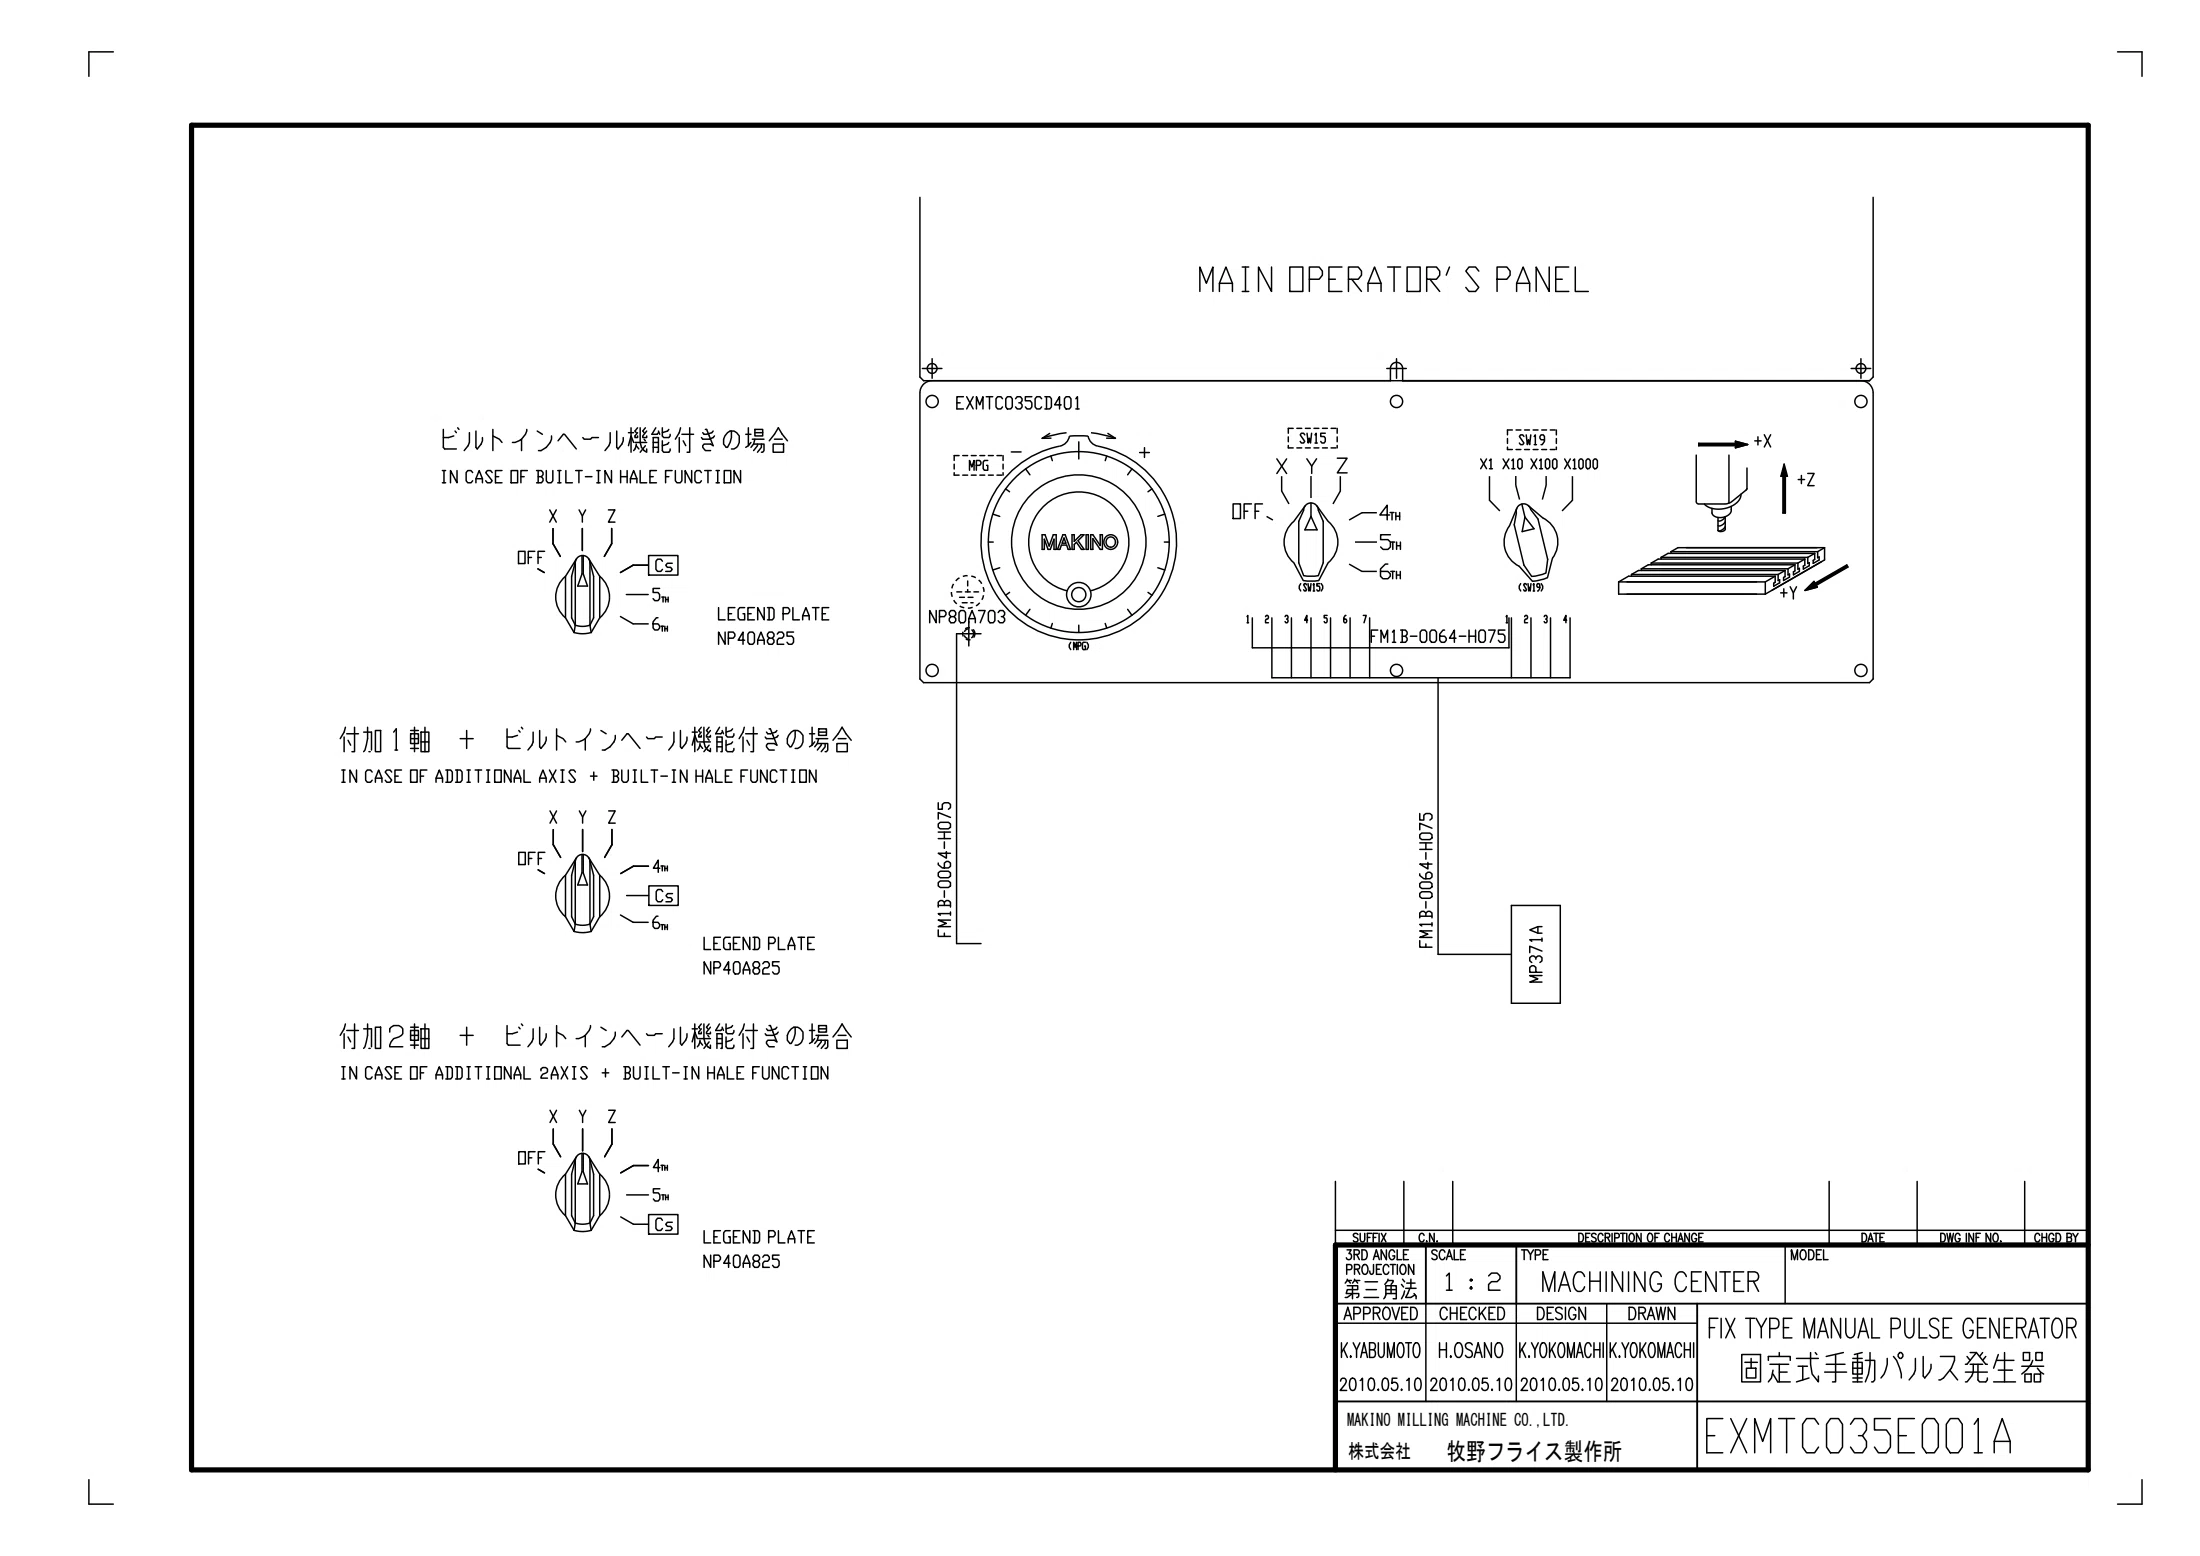 MAIN OPERATOR'S PANEL
EXMTC035CD401
MPG
− +
MAKINO
(MPG)
NP80A703
SW15
X Y Z
OFF
4TH
5TH
6TH
(SW15)
SW19
X1 X10 X100 X1000
(SW19)
+X
+Z
+Y
1 2 3 4 5 6 7
FM1B-0064-H075
1 2 3 4
FM1B-0064-H075
FM1B-0064-H075
MP371A
ビルトインヘール機能付きの場合
IN CASE OF BUILT-IN HALE FUNCTION
X Y Z
OFF
Cs
5TH
6TH
LEGEND PLATE
NP40A825
付加1軸 + ビルトインヘール機能付きの場合
IN CASE OF ADDITIONAL AXIS + BUILT-IN HALE FUNCTION
X Y Z
OFF
4TH
Cs
6TH
LEGEND PLATE
NP40A825
付加2軸 + ビルトインヘール機能付きの場合
IN CASE OF ADDITIONAL 2AXIS + BUILT-IN HALE FUNCTION
X Y Z
OFF
4TH
5TH
Cs
LEGEND PLATE
NP40A825
SUFFIX C.N. DESCRIPTION OF CHANGE DATE DWG INF NO. CHGD BY
3RD ANGLE
PROJECTION
第三角法
SCALE
1 : 2
TYPE
MACHINING CENTER
MODEL
APPROVED CHECKED DESIGN DRAWN
K.YABUMOTO H.OSANO K.YOKOMACHI K.YOKOMACHI
2010.05.10 2010.05.10 2010.05.10 2010.05.10
FIX TYPE MANUAL PULSE GENERATOR
固定式手動パルス発生器
MAKINO MILLING MACHINE CO.,LTD.
株式会社 牧野フライス製作所
EXMTC035E001A